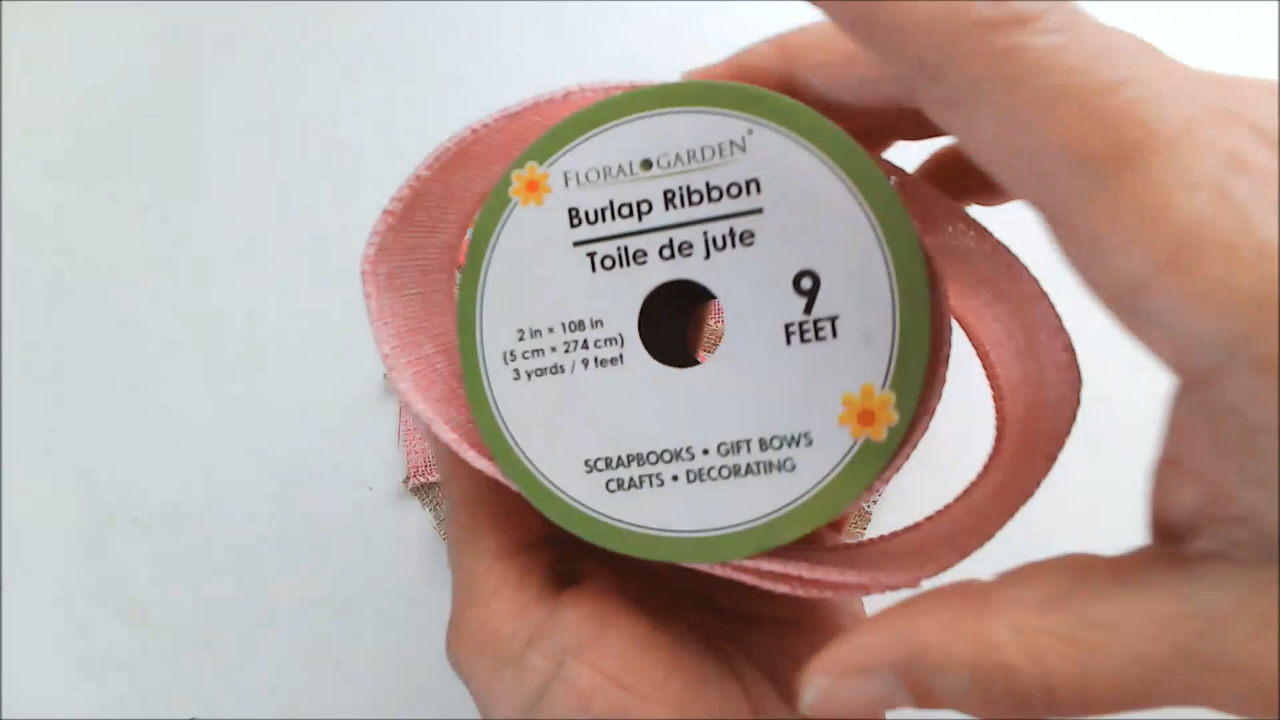 FLORAL GARDEN®
Burlap Ribbon
Toile de jute
9
FEET
2 in × 108 in
(5 cm × 274 cm)
3 yards / 9 feet
SCRAPBOOKS • GIFT BOWS
CRAFTS • DECORATING